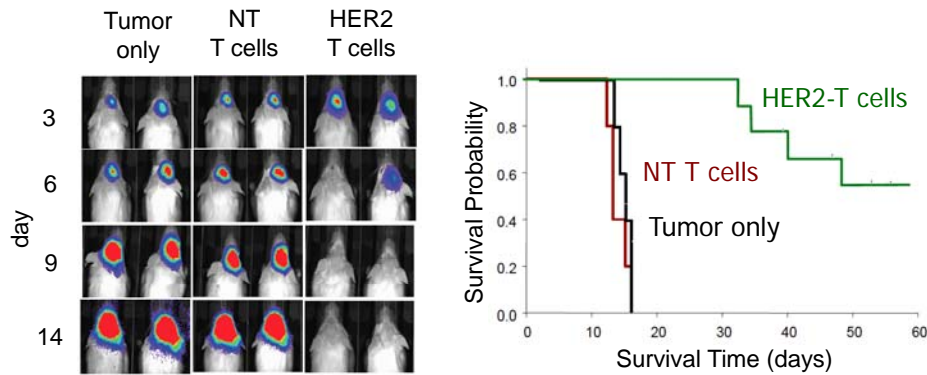 Tumor only
NT T cells
HER2 T cells
day
3
6
9
14
Survival Probability
1.0
0.8
0.6
0.4
0.2
0.0
HER2-T cells
NT T cells
Tumor only
0 10 20 30 40 50 60
Survival Time (days)